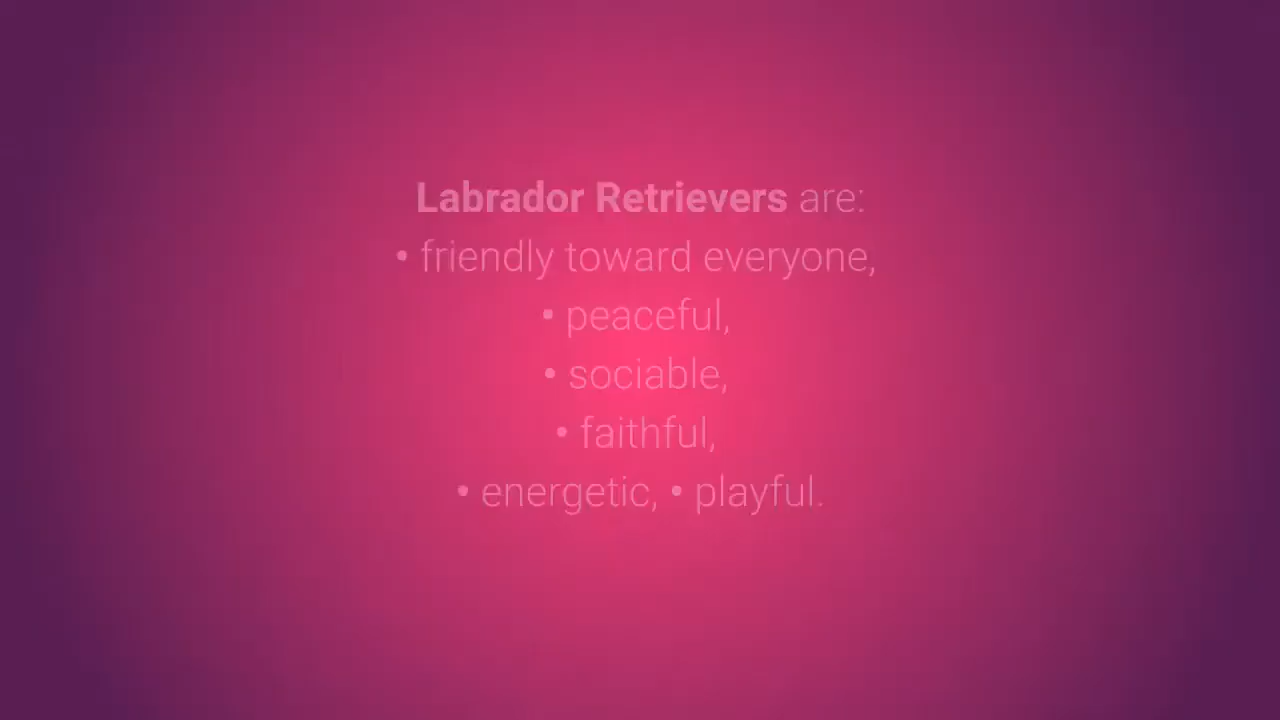 Labrador Retrievers are:
• friendly toward everyone,
• peaceful,
• sociable,
• faithful,
• energetic, • playful.